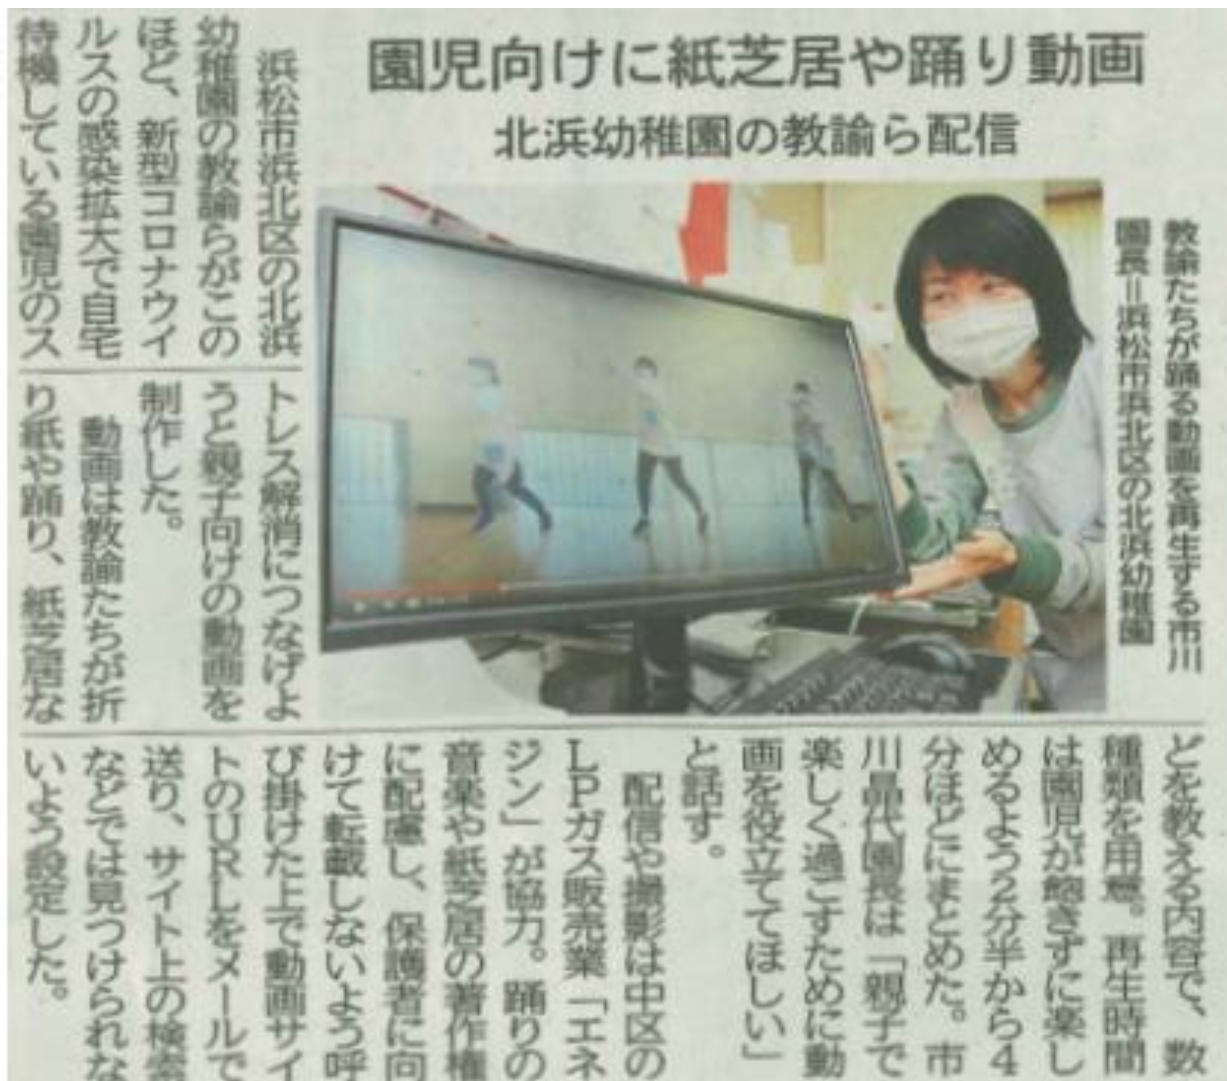 園児向けに紙芝居や踊り動画
北浜幼稚園の教諭ら配信
教諭たちが踊る動画を再生する市川
園長＝浜松市浜北区の北浜幼稚園
浜松市浜北区の北浜
幼稚園の教諭らがこの
ほど、新型コロナウイ
ルスの感染拡大で自宅
待機している園児のス
トレス解消につなげよ
うと親子向けの動画を
制作した。
動画は教諭たちが折
り紙や踊り、紙芝居な
どを教える内容で、数
種類を用意。再生時間
は園児が飽きずに楽し
めるよう2分半から4
分ほどにまとめた。市
川晶代園長は「親子で
楽しく過ごすために動
画を役立ててほしい」
と話す。
配信や撮影は中区の
LPガス販売業「エネ
ジン」が協力。踊りの
音楽や紙芝居の著作権
に配慮し、保護者に向
けて転載しないよう呼
び掛けた上で動画サイ
トのURLをメールで
送り、サイト上の検索
などでは見つけられな
いよう設定した。